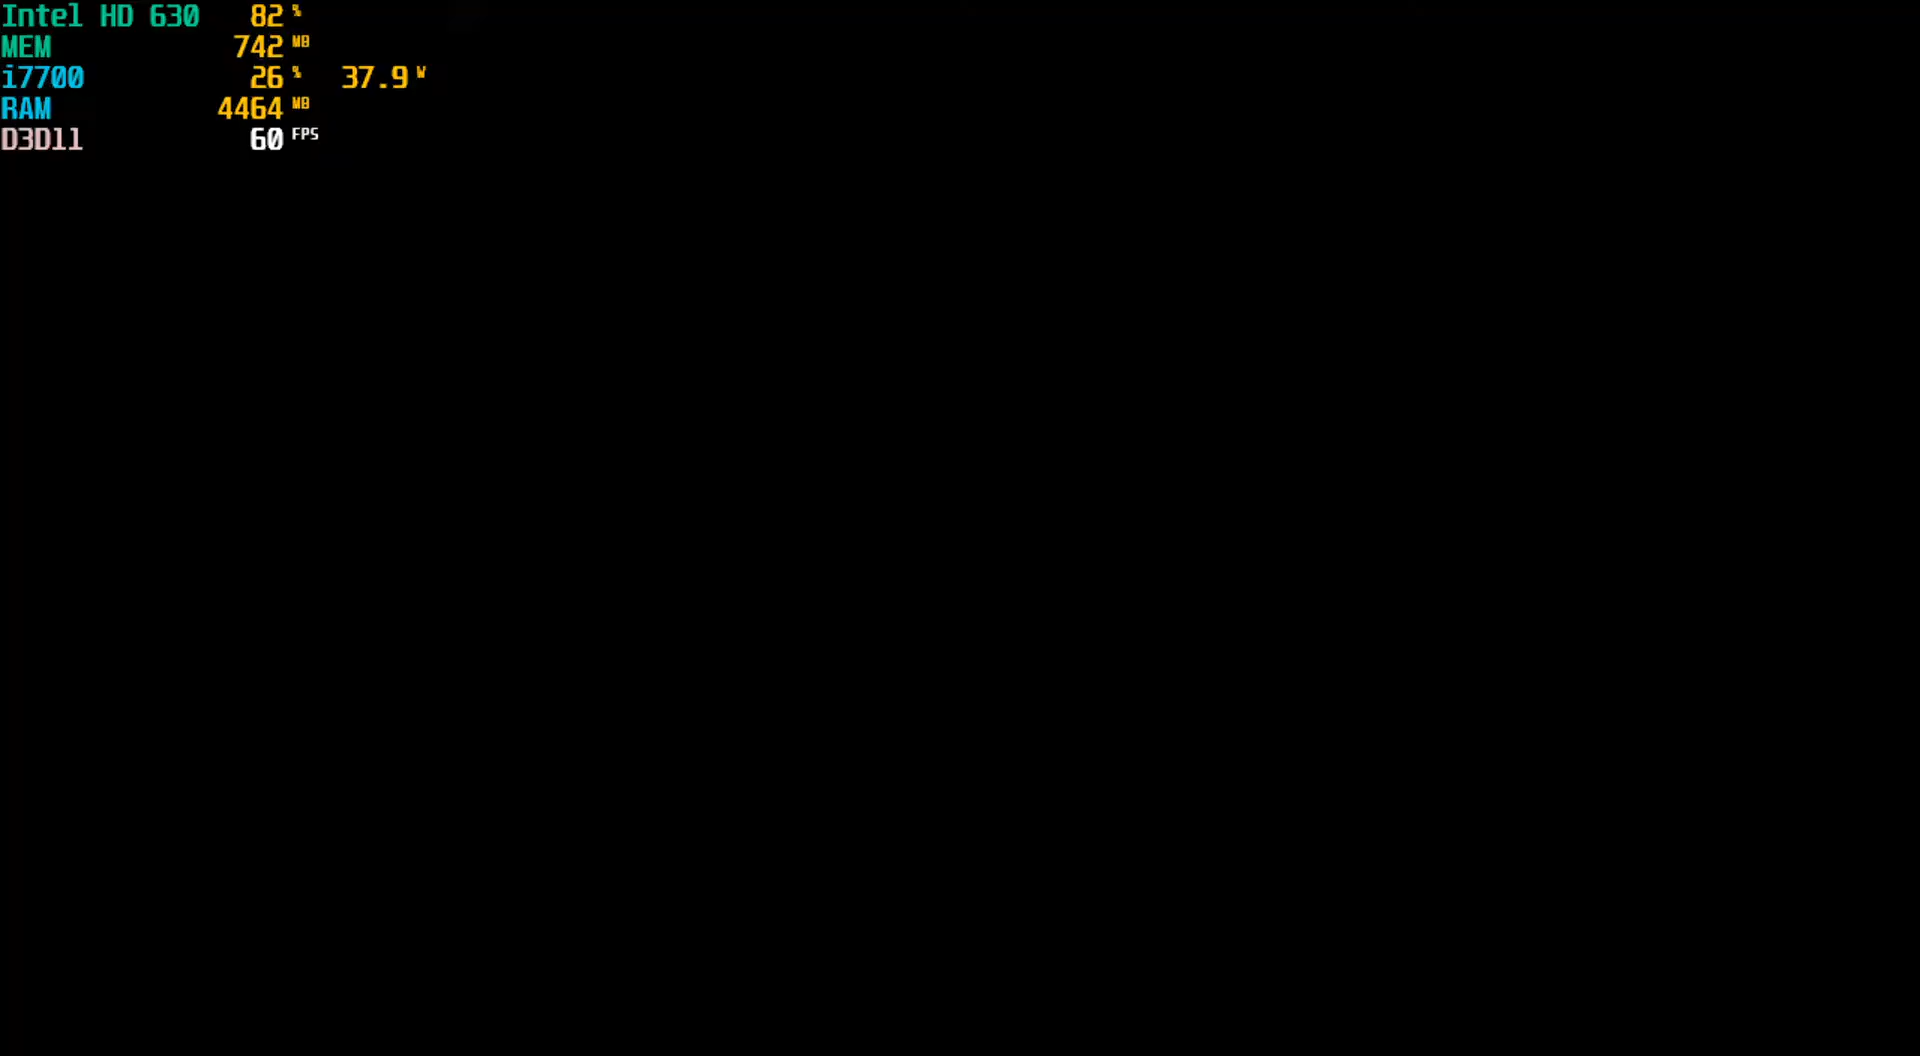 Intel HD 630 82 %
MEM 742 MB
i7700 26 % 37.9 W
RAM 4464 MB
D3D11 60 FPS